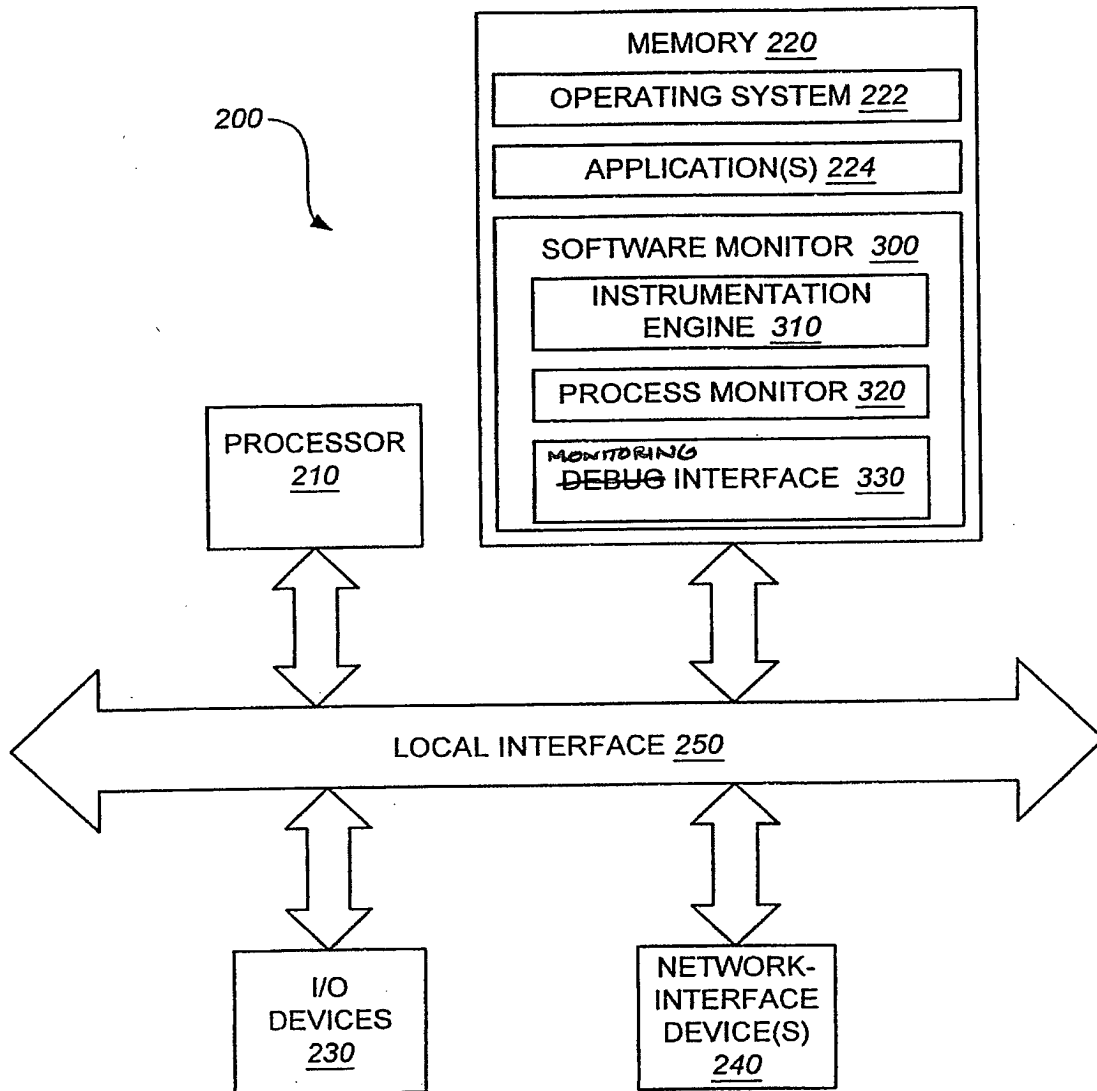 MEMORY 220
OPERATING SYSTEM 222
200
APPLICATION(S) 224
SOFTWARE MONITOR 300
INSTRUMENTATION
ENGINE 310
PROCESS MONITOR 320
PROCESSOR
210
MONITORING
DEBUG INTERFACE 330
LOCAL INTERFACE 250
I/O
DEVICES
230
NETWORK-
INTERFACE
DEVICE(S)
240